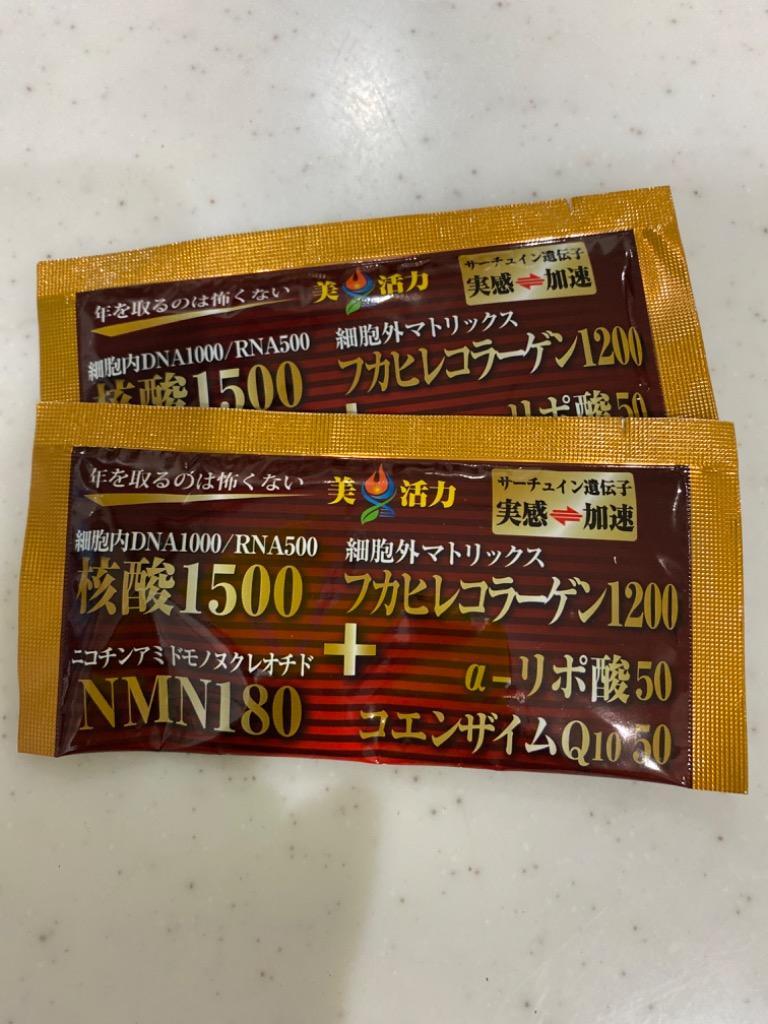 年を取るのは怖くない
美 活力
サーチュイン遺伝子
実感⇌加速
細胞内DNA1000/RNA500
核酸1500
細胞外マトリックス
フカヒレコラーゲン1200
リポ酸50
年を取るのは怖くない
美 活力
サーチュイン遺伝子
実感⇌加速
細胞内DNA1000/RNA500
核酸1500
細胞外マトリックス
フカヒレコラーゲン1200
+
ニコチンアミドモノヌクレオチド
NMN180
α-リポ酸50
コエンザイムQ10 50